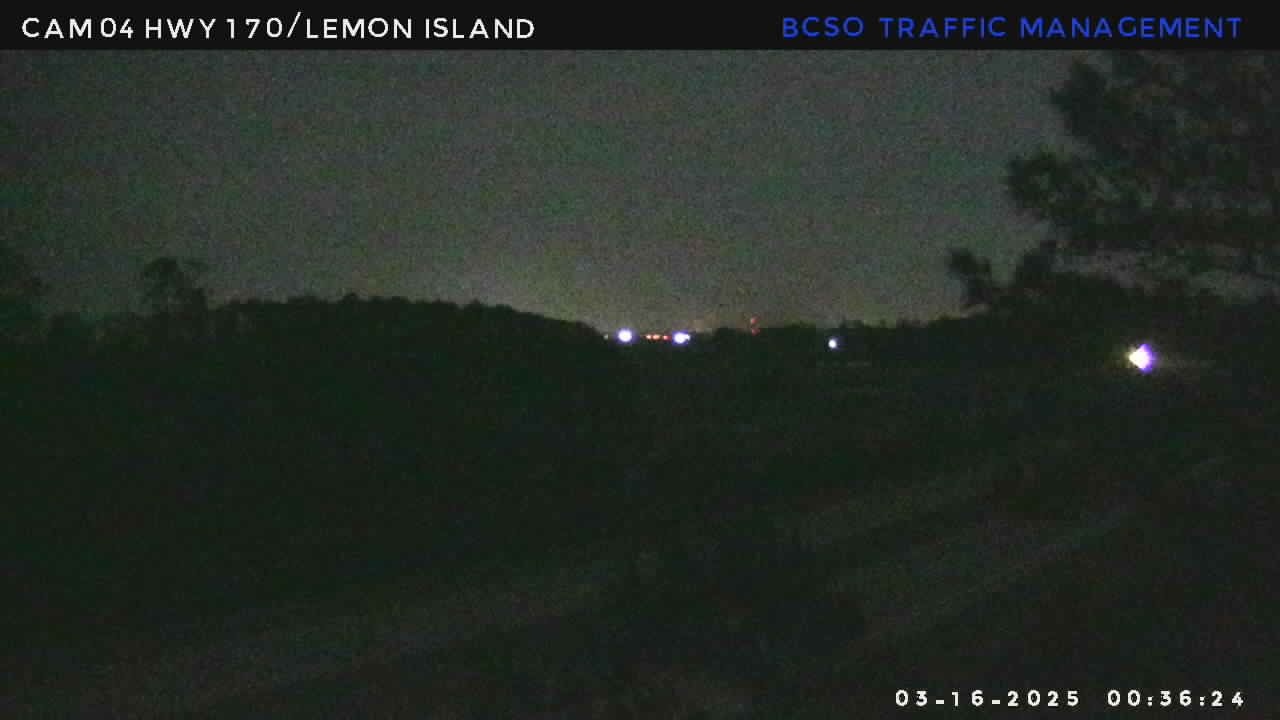 CAM04 HWY 170/LEMON ISLAND
BCSO TRAFFIC MANAGEMENT
03-16-2025 00:36:24